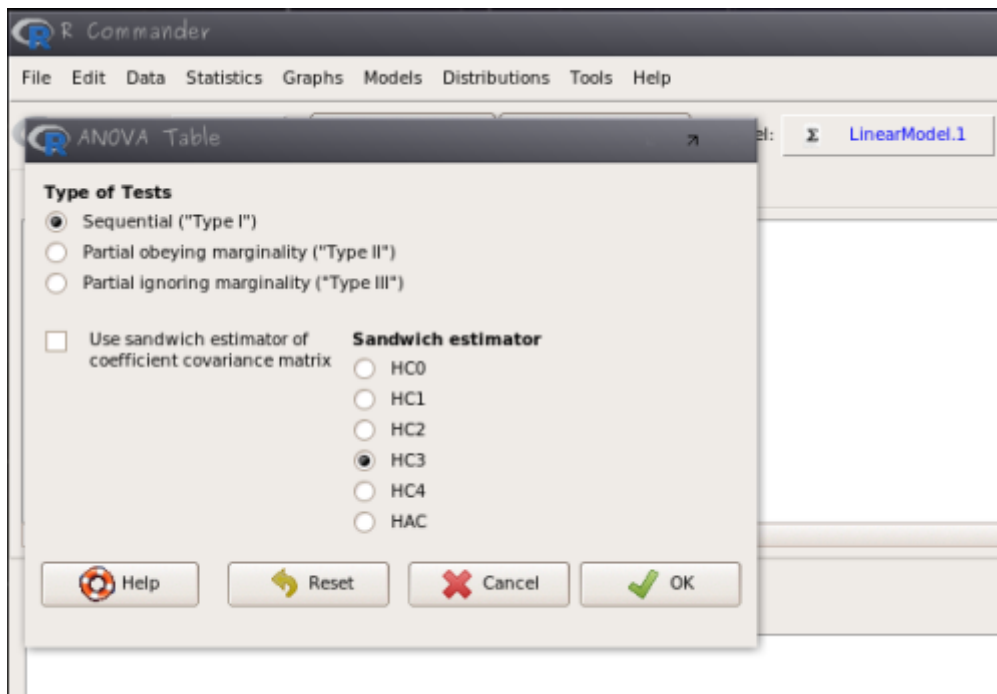 R Commander
File Edit Data Statistics Graphs Models Distributions Tools Help
Σ LinearModel.1
ANOVA Table
Type of Tests
Sequential ("Type I")
Partial obeying marginality ("Type II")
Partial ignoring marginality ("Type III")
Use sandwich estimator of
coefficient covariance matrix
Sandwich estimator
HC0
HC1
HC2
HC3
HC4
HAC
Help Reset Cancel OK